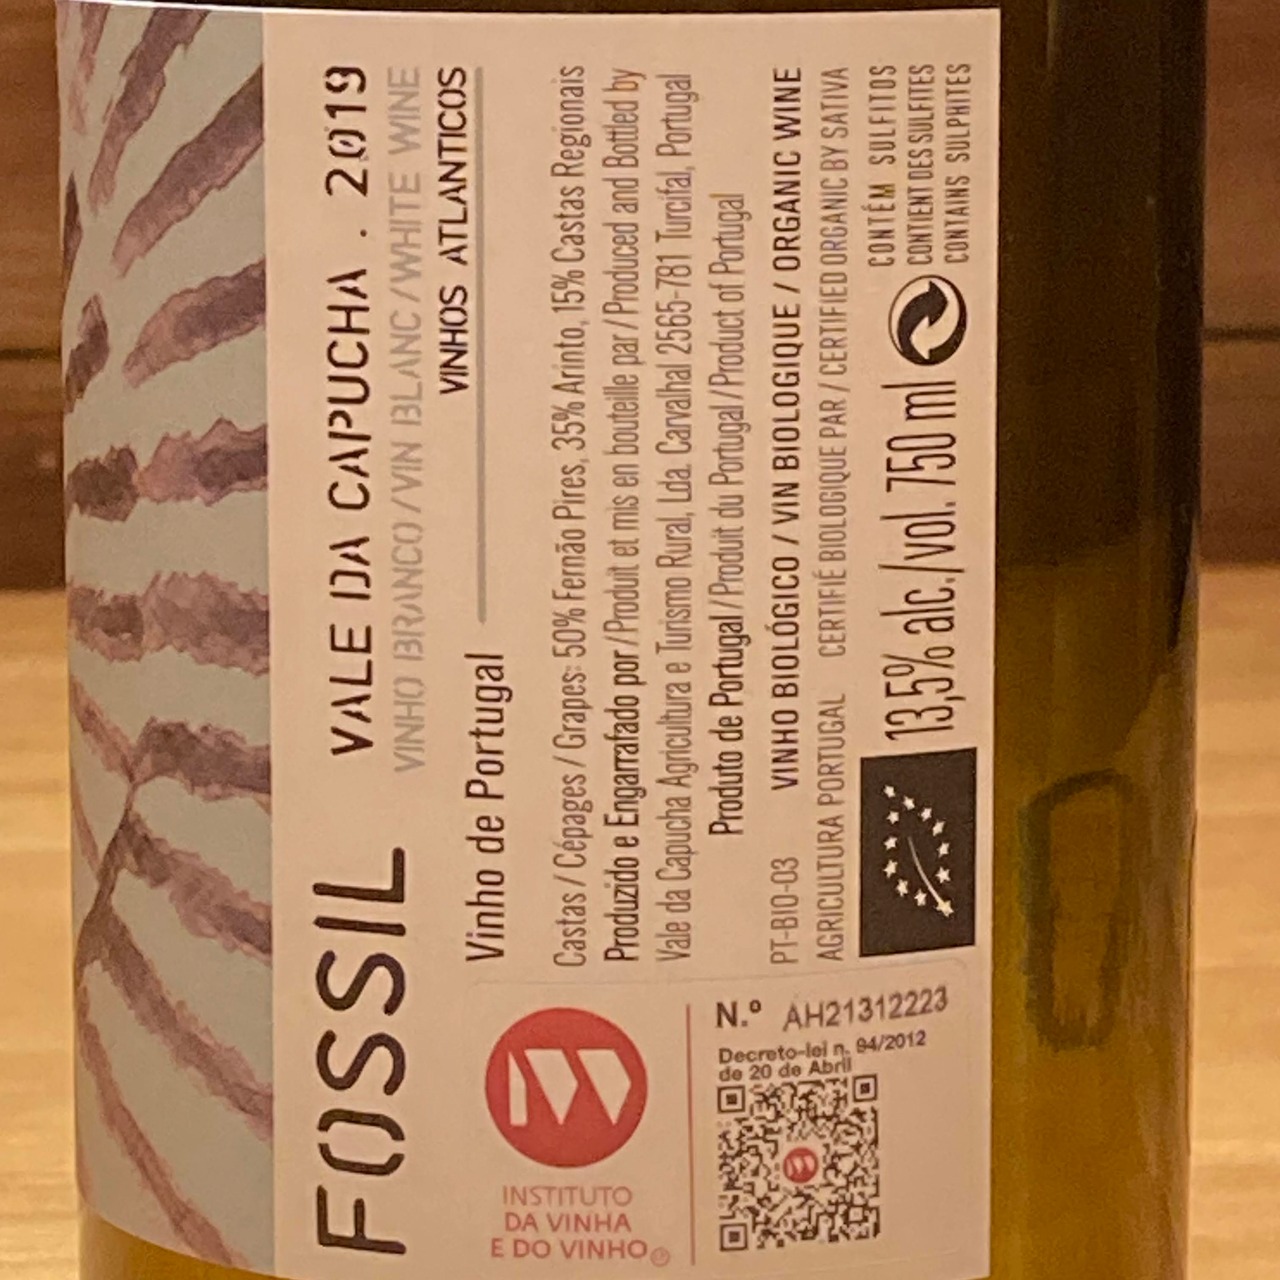 FOSSIL
VALE DA CAPUCHA . 2019
VINHO BRANCO / VIN BLANC / WHITE WINE
VINHOS ATLANTICOS
Vinho de Portugal
Castas / Cépages / Grapes: 50% Fernão Pires, 35% Arinto, 15% Castas Regionais
Produzido e Engarrafado por / Produit et mis en bouteille par / Produced and Bottled by
Vale da Capucha Agricultura e Turismo Rural, Lda. Carvalhal 2565-781 Turcifal, Portugal
Produto de Portugal / Produit du Portugal / Product of Portugal
PT-BIO-03
VINHO BIOLÓGICO / VIN BIOLOGIQUE / ORGANIC WINE
AGRICULTURA PORTUGAL
CERTIFIÉ BIOLOGIQUE PAR / CERTIFIED ORGANIC BY SATIVA
13,5% alc./vol. 750 ml
CONTÉM SULFITOS
CONTIENT DES SULFITES
CONTAINS SULPHITES
INSTITUTO
DA VINHA
E DO VINHO
N.º AH21312223
Decreto-lei n. 94/2012
de 20 de Abril